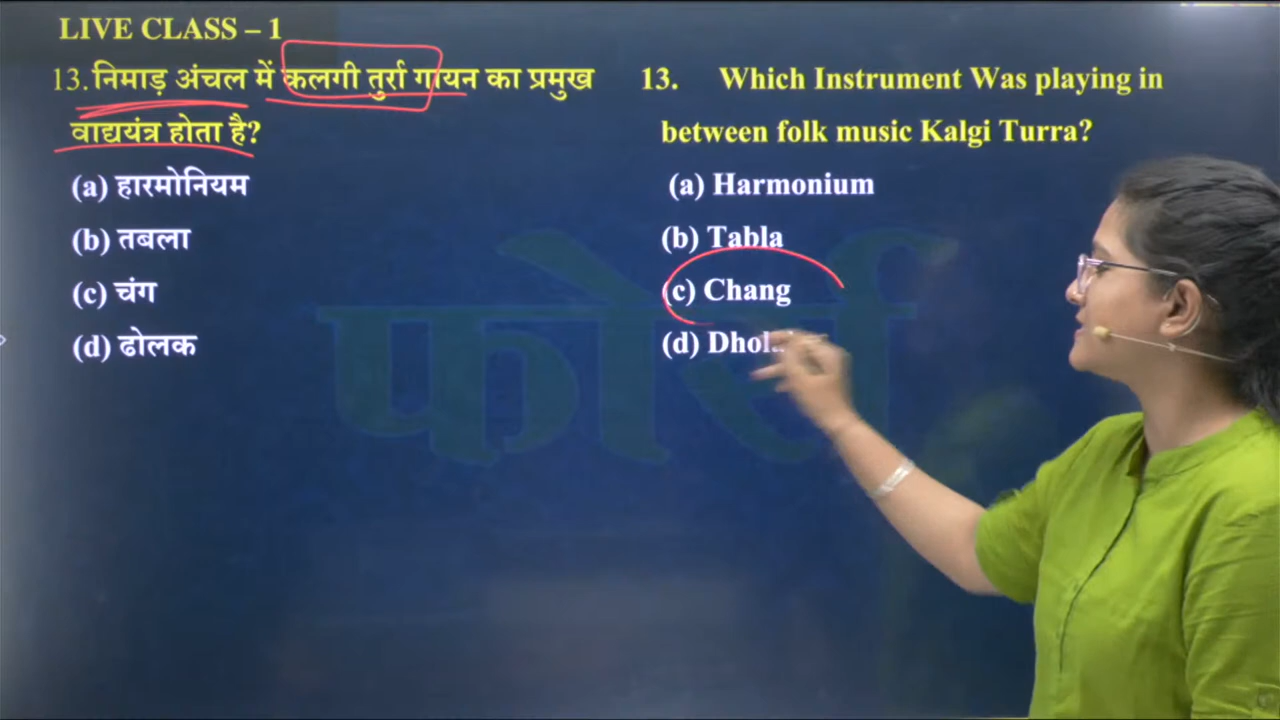 LIVE CLASS – 1
13. निमाड़ अंचल में कलगी तुर्रा गायन का प्रमुख
वाद्ययंत्र होता है?
(a) हारमोनियम
(b) तबला
(c) चंग
(d) ढोलक
13. Which Instrument Was playing in
between folk music Kalgi Turra?
(a) Harmonium
(b) Tabla
(c) Chang
(d)
फोर्स